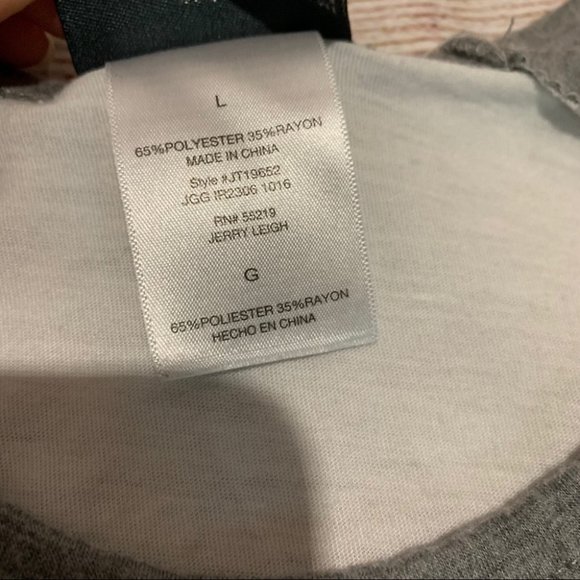 L
65%POLYESTER 35%RAYON
MADE IN CHINA
Style #JT19652
JGG IR2306 1016
RN# 55219
JERRY LEIGH
G
65%POLIESTER 35%RAYON
HECHO EN CHINA